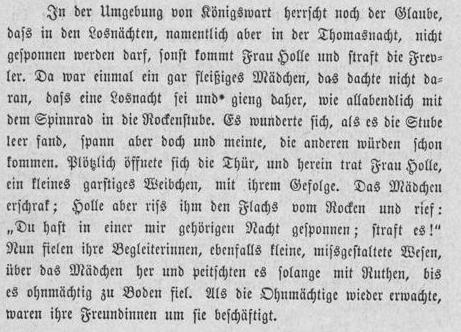 In der Umgebung von Königswart herrscht noch der Glaube,
dass in den Losnächten, namentlich aber in der Thomasnacht, nicht
gesponnen werden darf, sonst kommt Frau Holle und straft die Frev-
ler. Da war einmal ein gar fleißiges Mädchen, das dachte nicht da-
ran, dass eine Losnacht sei und• gieng daher, wie allabendlich mit
dem Spinnrad in die Rockenstube. Es wunderte sich, als es die Stube
leer fand, spann aber doch und meinte, die anderen würden schon
kommen. Plötzlich öffnete sich die Thür, und herein trat Frau Holle,
ein kleines garstiges Weibchen, mit ihrem Gefolge. Das Mädchen
erschrak; Holle aber riss ihm den Flachs vom Rocken und rief:
„Du hast in einer mir gehörigen Nacht gesponnen; straft es!“
Nun fielen ihre Begleiterinnen, ebenfalls kleine, missgestaltete Wesen,
über das Mädchen her und peitschten es solange mit Ruthen, bis
es ohnmächtig zu Boden fiel. Als die Ohnmächtige wieder erwachte,
waren ihre Freundinnen um sie beschäftigt.